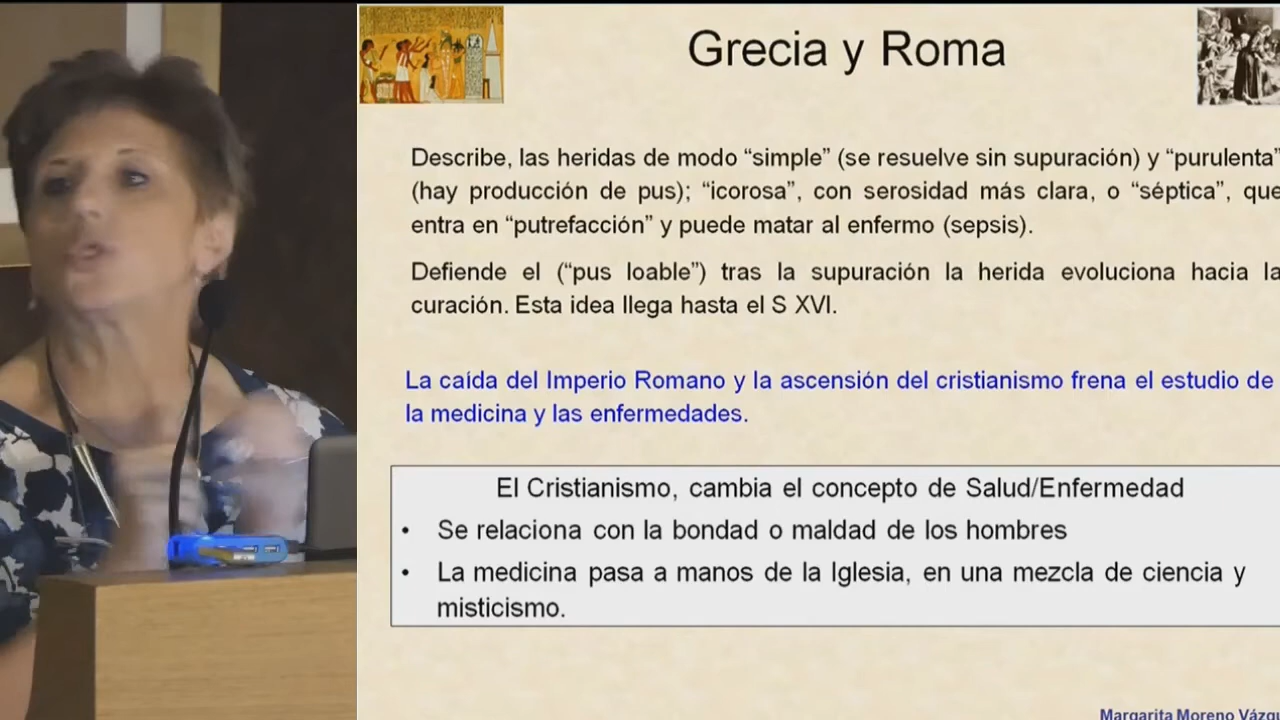 Grecia y Roma
Describe, las heridas de modo “simple” (se resuelve sin supuración) y “purulenta”
(hay producción de pus); “icorosa”, con serosidad más clara, o “séptica”, que
entra en “putrefacción” y puede matar al enfermo (sepsis).
Defiende el (“pus loable”) tras la supuración la herida evoluciona hacia la
curación. Esta idea llega hasta el S XVI.
La caída del Imperio Romano y la ascensión del cristianismo frena el estudio de
la medicina y las enfermedades.
El Cristianismo, cambia el concepto de Salud/Enfermedad
• Se relaciona con la bondad o maldad de los hombres
• La medicina pasa a manos de la Iglesia, en una mezcla de ciencia y
misticismo.
Margarita Moreno